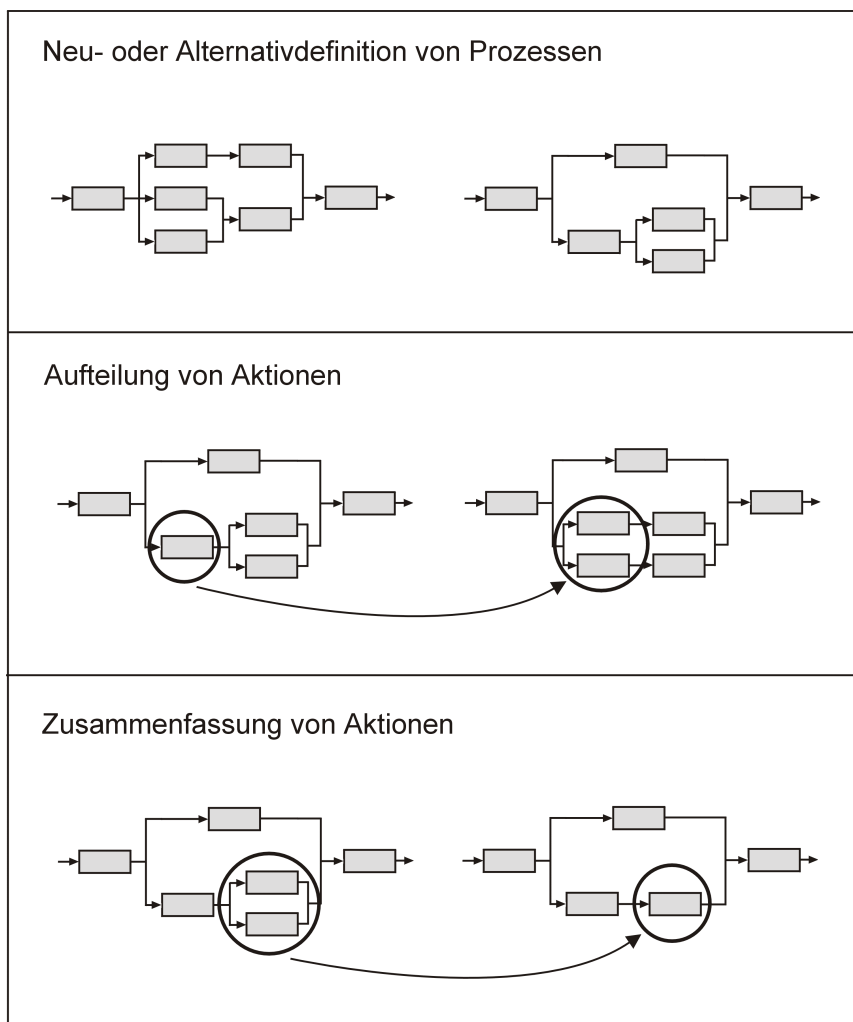 Neu- oder Alternativdefinition von Prozessen
Aufteilung von Aktionen
Zusammenfassung von Aktionen